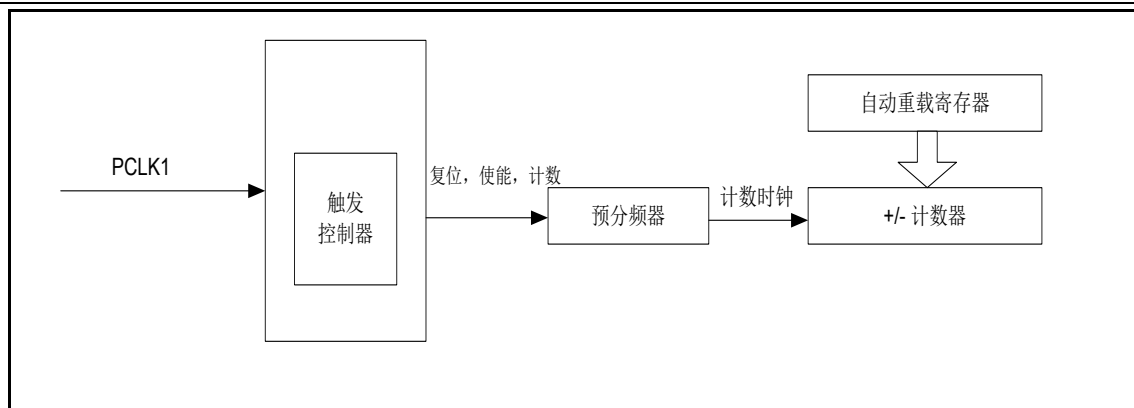 自动重载寄存器
PCLK1
复位，使能，计数
触发
控制器
预分频器
计数时钟
+/- 计数器